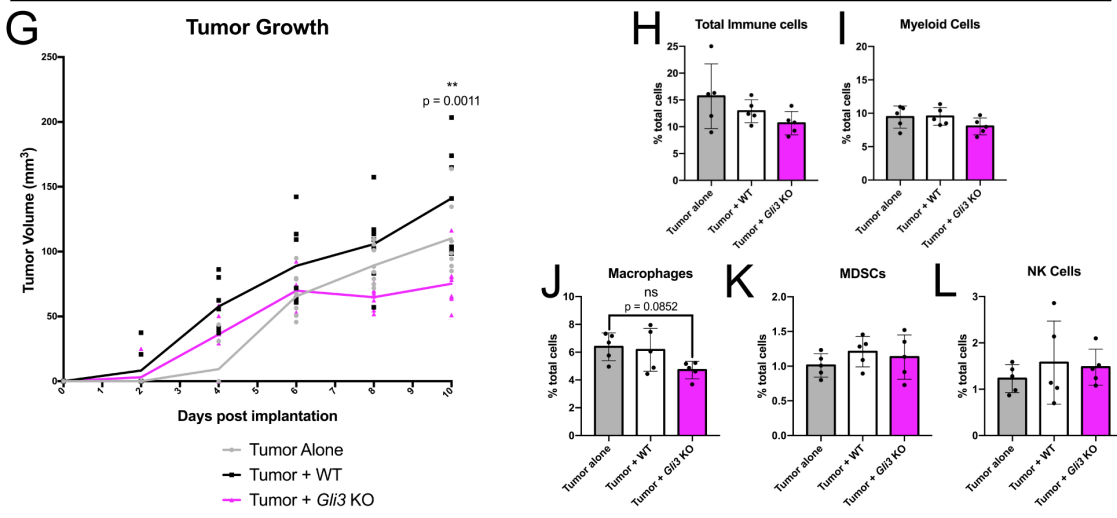 G
Tumor Growth
250
200
150
100
50
0
Tumor Volume (mm3)
**
p = 0.0011
0 1 2 3 4 5 6 7 8 9 10
Days post implantation
Tumor Alone
Tumor + WT
Tumor + Gli3 KO
H
Total Immune cells
25
20
15
10
5
0
% total cells
Tumor alone
Tumor + WT
Tumor + Gli3 KO
I
Myeloid Cells
20
15
10
5
0
% total cells
Tumor alone
Tumor + WT
Tumor + Gli3 KO
J
Macrophages
ns
p = 0.0852
10
8
6
4
2
0
% total cells
Tumor alone
Tumor + WT
Tumor + Gli3 KO
K
MDSCs
2.0
1.5
1.0
0.5
0.0
% total cells
Tumor alone
Tumor + WT
Tumor + Gli3 KO
L
NK Cells
3
2
1
0
% total cells
Tumor alone
Tumor + WT
Tumor + Gli3 KO